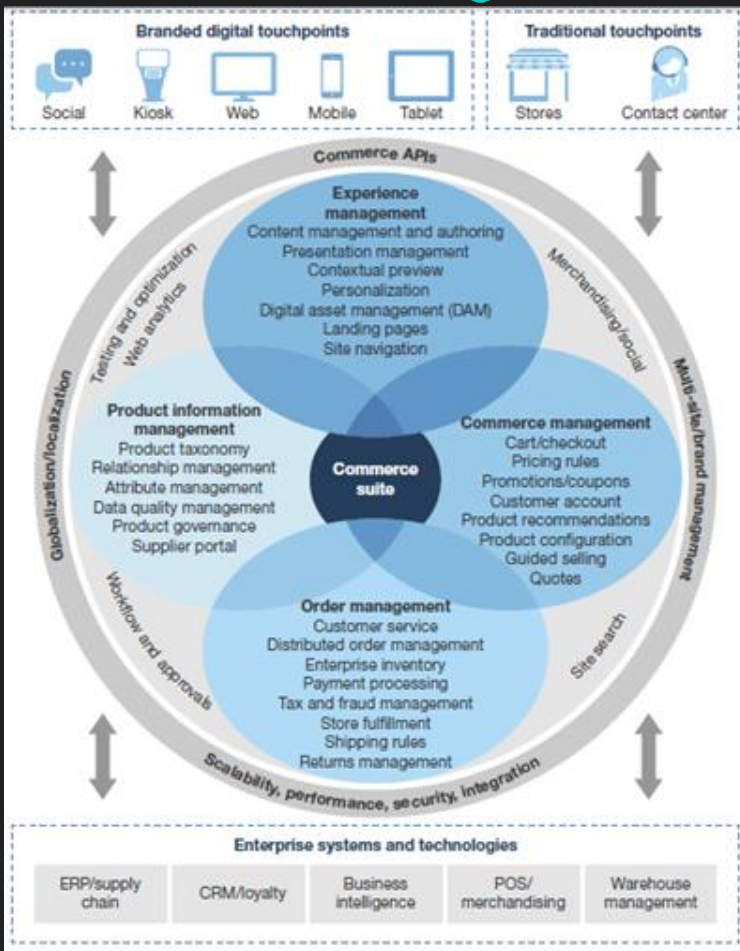 Branded digital touchpoints
Traditional touchpoints
Social
Kiosk
Web
Mobile
Tablet
Stores
Contact center
Commerce APIs
Experience
management
Content management and authoring
Presentation management
Contextual preview
Personalization
Digital asset management (DAM)
Landing pages
Site navigation
Testing and optimization
Web analytics
Merchandising/social
Globalization/localization
Multi-site/brand management
Product information
management
Product taxonomy
Relationship management
Attribute management
Data quality management
Product governance
Supplier portal
Commerce
suite
Commerce management
Cart/checkout
Pricing rules
Promotions/coupons
Customer account
Product recommendations
Product configuration
Guided selling
Quotes
Order management
Customer service
Distributed order management
Enterprise inventory
Payment processing
Tax and fraud management
Store fulfillment
Shipping rules
Returns management
Workflow and approvals
Site search
Scalability, performance, security, integration
Enterprise systems and technologies
ERP/supply
chain
CRM/loyalty
Business
intelligence
POS/
merchandising
Warehouse
management